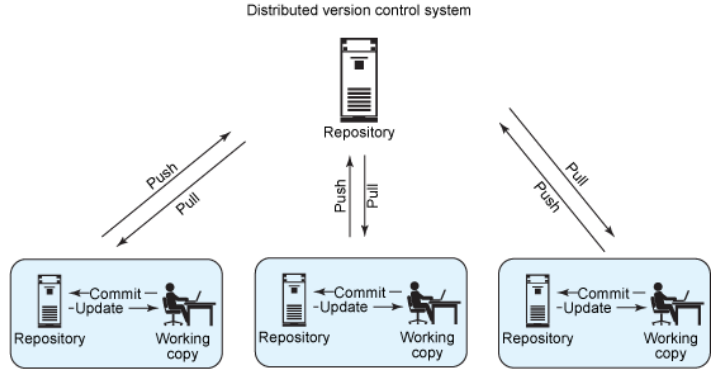 Distributed version control system
Repository
Push
Pull
Push
Pull
Pull
Push
Commit
Update
Repository
Working
copy
Commit
Update
Repository
Working
copy
Commit
Update
Repository
Working
copy